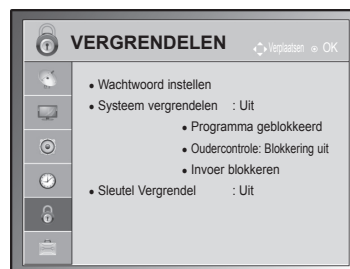 VERGRENDELEN
Verplaatsen OK
• Wachtwoord instellen
• Systeem vergrendelen : Uit
• Programma geblokkeerd
• Oudercontrole: Blokkering uit
• Invoer blokkeren
• Sleutel Vergrendel : Uit